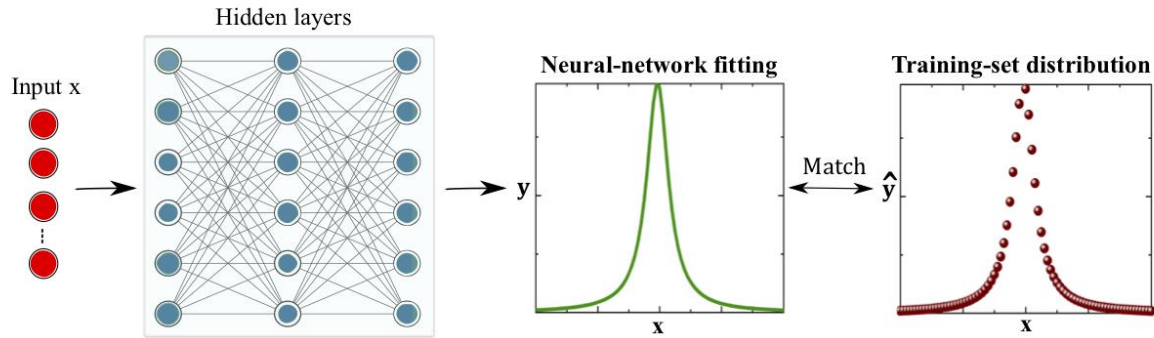 Hidden layers
Input x
Neural-network fitting
y
x
Match
Training-set distribution
ŷ
x